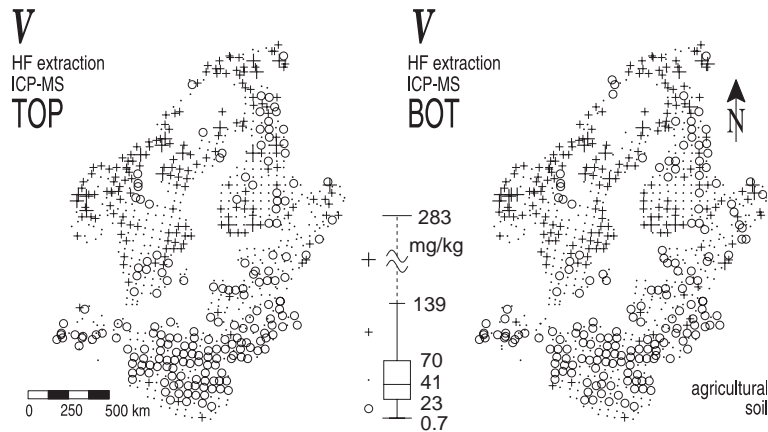 V
HF extraction
ICP-MS
TOP
V
HF extraction
ICP-MS
BOT
N
283
mg/kg
139
70
41
23
0.7
0 250 500 km
agricultural
soil